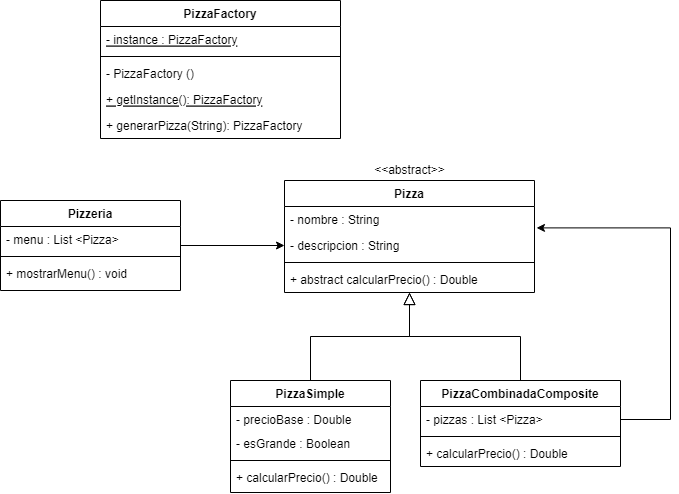 PizzaFactory
- instance : PizzaFactory
- PizzaFactory ()
+ getInstance(): PizzaFactory
+ generarPizza(String): PizzaFactory
<<abstract>>
Pizza
- nombre : String
- descripcion : String
+ abstract calcularPrecio() : Double
Pizzeria
- menu : List <Pizza>
+ mostrarMenu() : void
PizzaSimple
- precioBase : Double
- esGrande : Boolean
+ calcularPrecio() : Double
PizzaCombinadaComposite
- pizzas : List <Pizza>
+ calcularPrecio() : Double